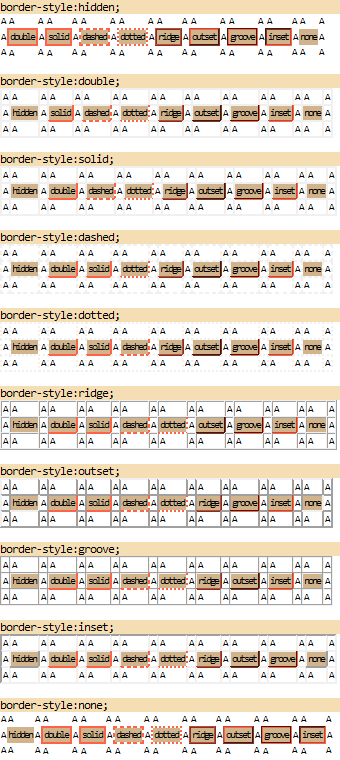 border-style:hidden;
A A A A A A A A A A A A A A A A A A A
A double A solid A dashed A dotted A ridge A outset A groove A inset A none A
A A A A A A A A A A A A A A A A A A A
border-style:double;
A A A A A A A A A A A A A A A A A A A
A hidden A solid A dashed A dotted A ridge A outset A groove A inset A none A
A A A A A A A A A A A A A A A A A A A
border-style:solid;
A A A A A A A A A A A A A A A A A A A
A hidden A double A dashed A dotted A ridge A outset A groove A inset A none A
A A A A A A A A A A A A A A A A A A A
border-style:dashed;
A A A A A A A A A A A A A A A A A A A
A hidden A double A solid A dotted A ridge A outset A groove A inset A none A
A A A A A A A A A A A A A A A A A A A
border-style:dotted;
A A A A A A A A A A A A A A A A A A A
A hidden A double A solid A dashed A ridge A outset A groove A inset A none A
A A A A A A A A A A A A A A A A A A A
border-style:ridge;
A A A A A A A A A A A A A A A A A A A
A hidden A double A solid A dashed A dotted A outset A groove A inset A none A
A A A A A A A A A A A A A A A A A A A
border-style:outset;
A A A A A A A A A A A A A A A A A A A
A hidden A double A solid A dashed A dotted A ridge A groove A inset A none A
A A A A A A A A A A A A A A A A A A A
border-style:groove;
A A A A A A A A A A A A A A A A A A A
A hidden A double A solid A dashed A dotted A ridge A outset A inset A none A
A A A A A A A A A A A A A A A A A A A
border-style:inset;
A A A A A A A A A A A A A A A A A A A
A hidden A double A solid A dashed A dotted A ridge A outset A groove A none A
A A A A A A A A A A A A A A A A A A A
border-style:none;
A A A A A A A A A A A A A A A A A A A
A hidden A double A solid A dashed A dotted A ridge A outset A groove A inset A
A A A A A A A A A A A A A A A A A A A